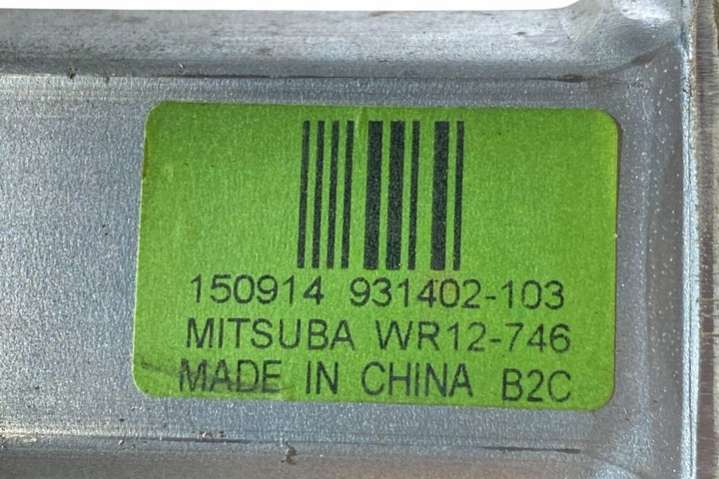 150914 931402-103
MITSUBA WR12-746
MADE IN CHINA B2C